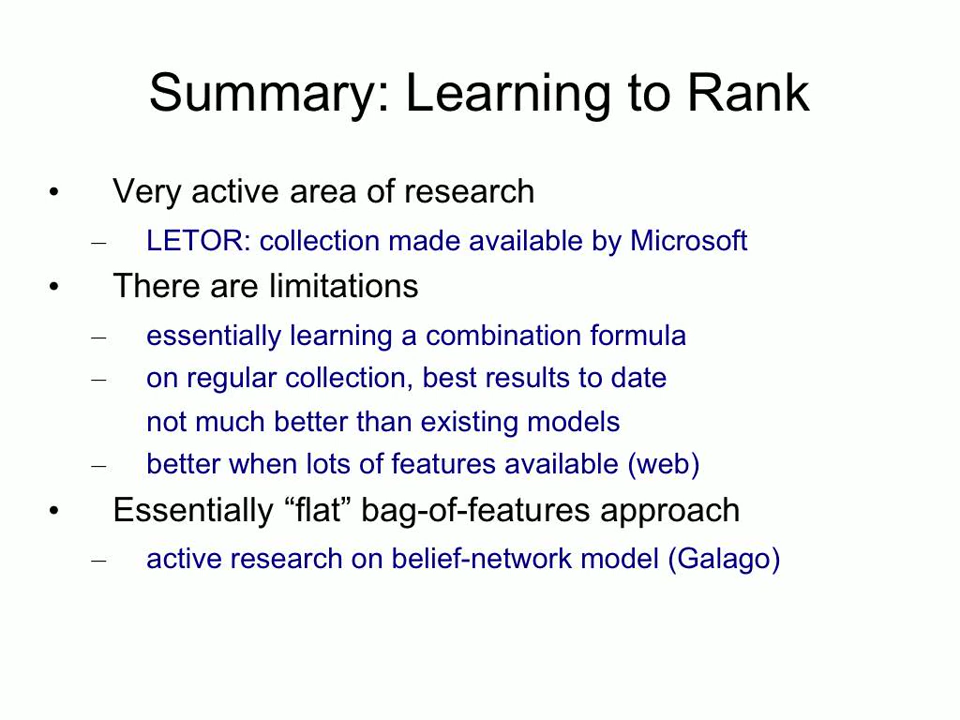 Summary: Learning to Rank
• Very active area of research
– LETOR: collection made available by Microsoft
• There are limitations
– essentially learning a combination formula
– on regular collection, best results to date
not much better than existing models
– better when lots of features available (web)
• Essentially “flat” bag-of-features approach
– active research on belief-network model (Galago)